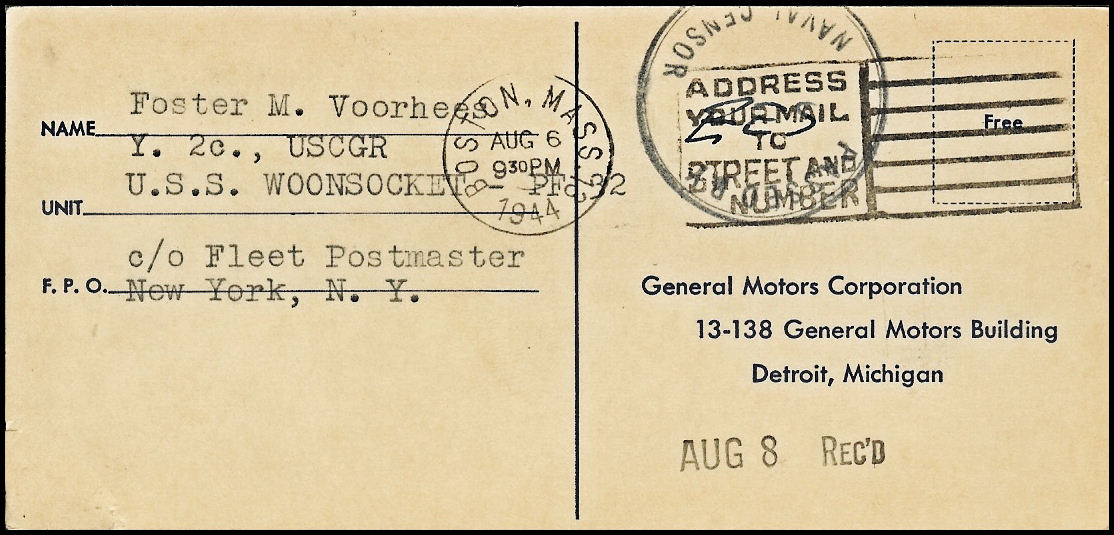 NAME Foster M. Voorhees
Y. 2c., USCGR
UNIT U.S.S. WOONSOCKET - PF-32
c/o Fleet Postmaster
F. P. O. New York, N. Y.
BOSTON, MASS.
AUG 6
9 30 PM
1944
NAVAL CENSOR
PASSED BY
ADDRESS
YOUR MAIL
TO
STREET AND
NUMBER
Free
General Motors Corporation
13-138 General Motors Building
Detroit, Michigan
AUG 8 REC'D